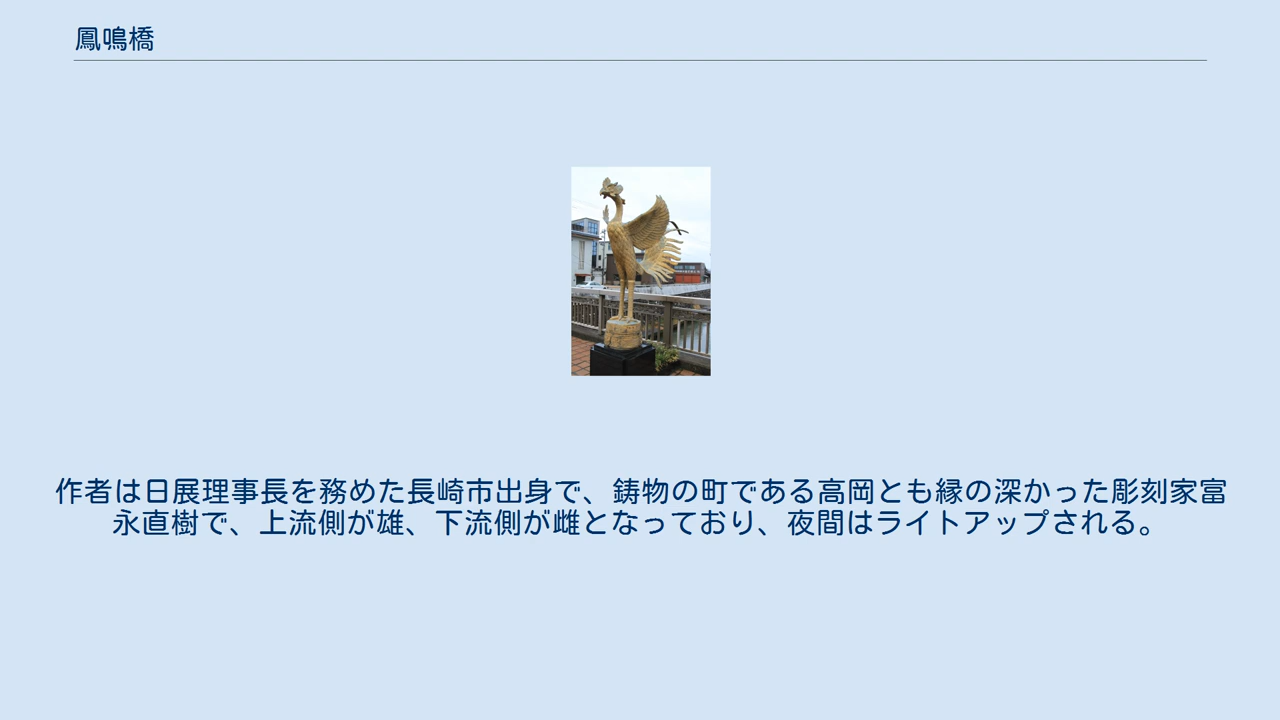 鳳鳴橋
作者は日展理事長を務めた長崎市出身で、鋳物の町である高岡とも縁の深かった彫刻家富
永直樹で、上流側が雄、下流側が雌となっており、夜間はライトアップされる。